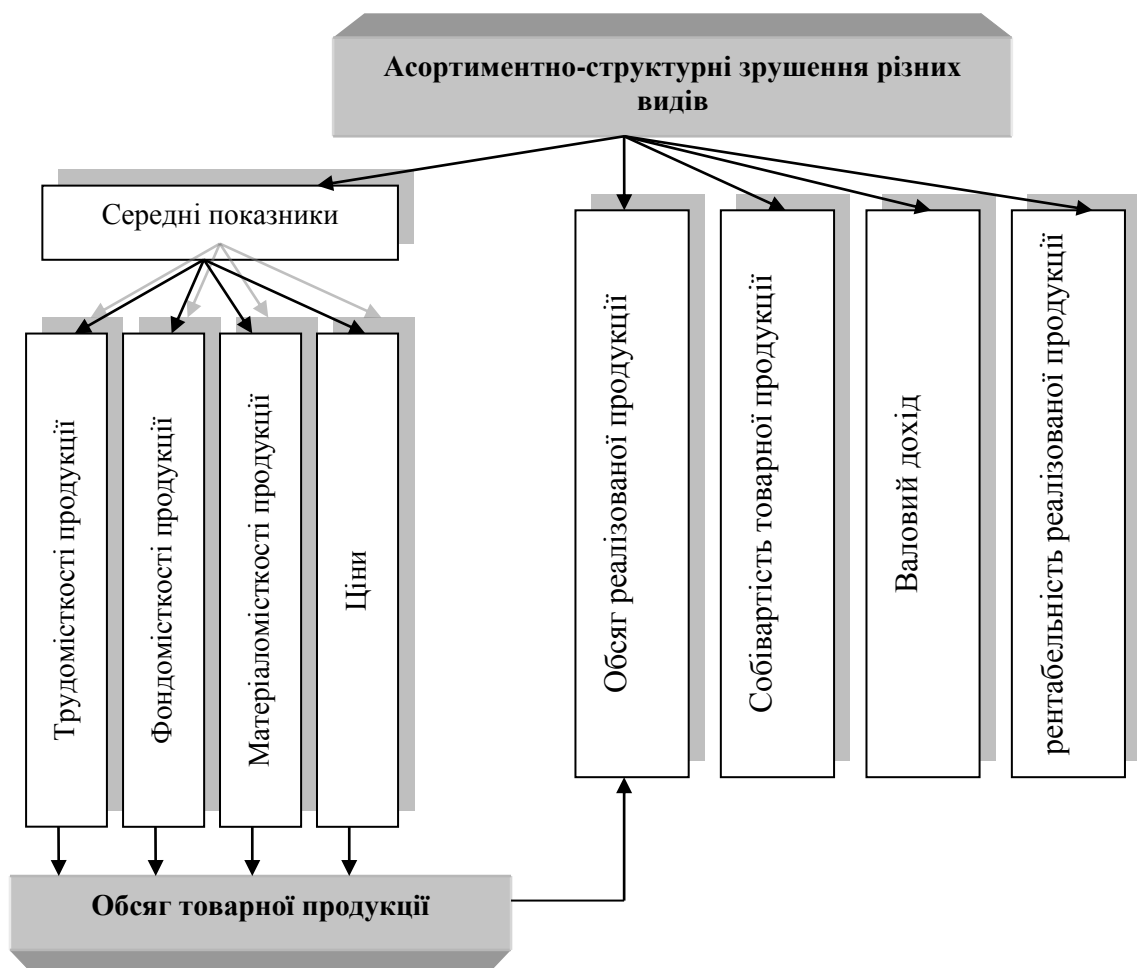 Асортиментно-структурні зрушення різних
видів
Середні показники
Трудомісткості продукції
Фондомісткості продукції
Матеріаломісткості продукції
Ціни
Обсяг реалізованої продукції
Собівартість товарної продукції
Валовий дохід
рентабельність реалізованої продукції
Обсяг товарної продукції